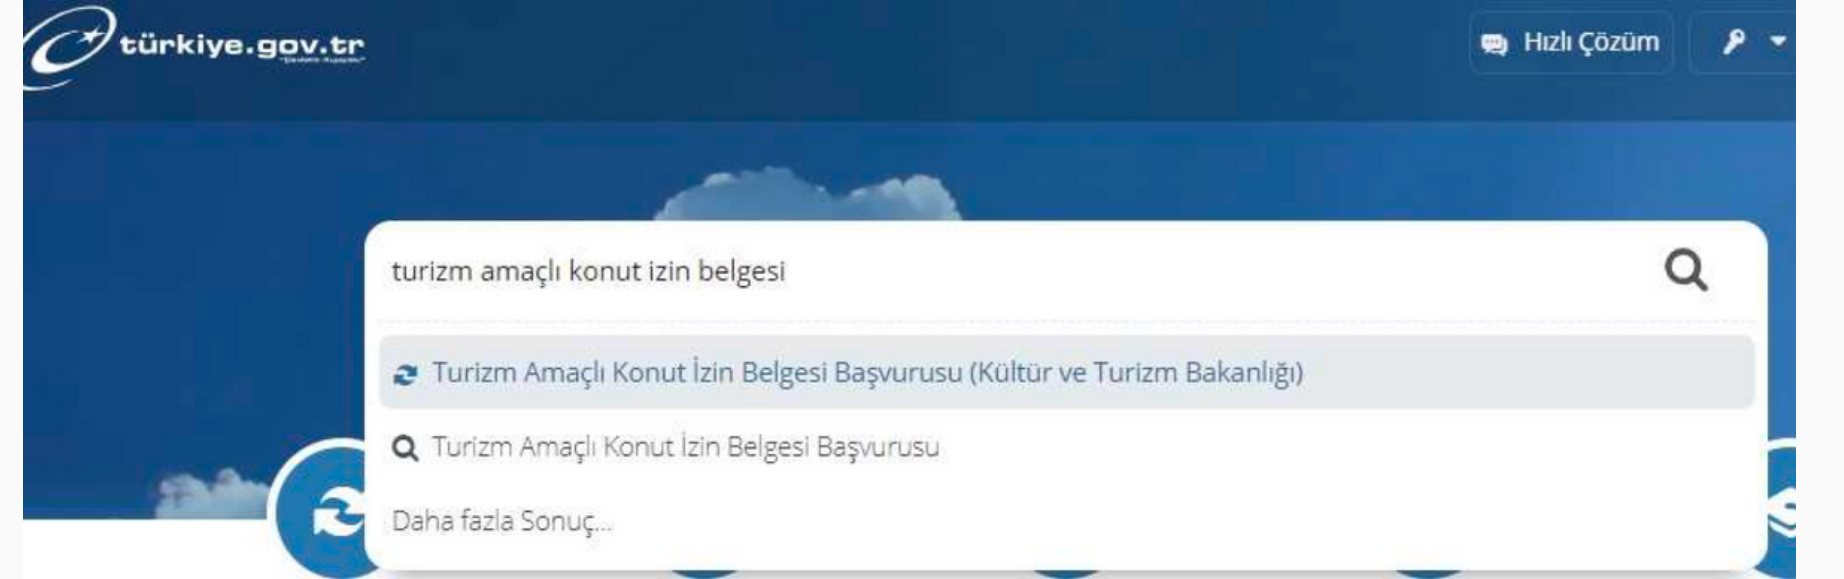 türkiye.gov.tr
Hızlı Çözüm
turizm amaçlı konut izin belgesi
Turizm Amaçlı Konut İzin Belgesi Başvurusu (Kültür ve Turizm Bakanlığı)
Turizm Amaçlı Konut İzin Belgesi Başvurusu
Daha fazla Sonuç...